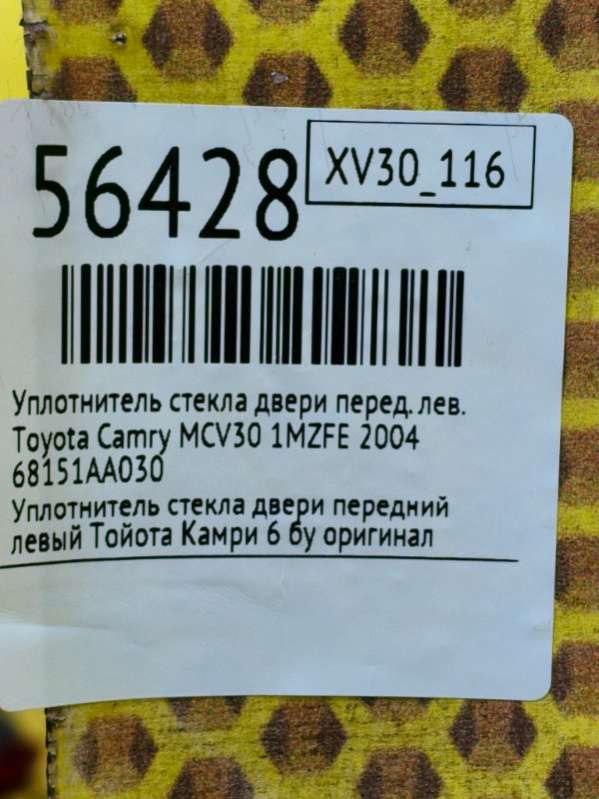 56428
XV30_116
Уплотнитель стекла двери перед. лев.
Toyota Camry MCV30 1MZFE 2004
68151AA030
Уплотнитель стекла двери передний
левый Тойота Камри 6 бу оригинал